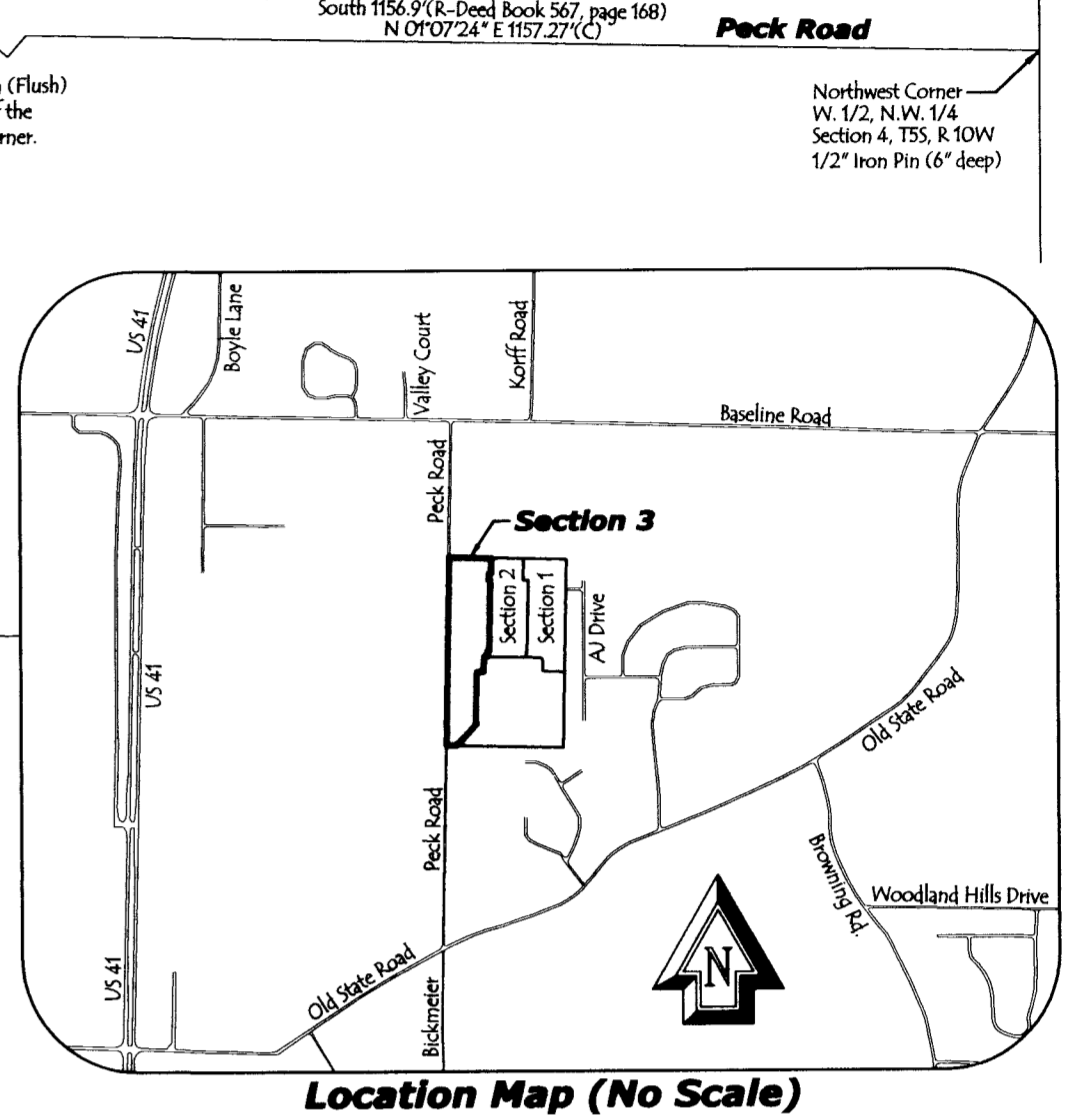 South 1156.9'(R-Deed Book 567, page 168)
N 01°07'24" E 1157.27'(C)
Peck Road
(Flush)
the
rner.
Northwest Corner
W. 1/2, N.W. 1/4
Section 4, T5S, R 10W
1/2" Iron Pin (6" deep)
US 41
Boyle Lane
Valley Court
Korff Road
Baseline Road
Peck Road
Section 3
Section 2
Section 1
AJ Drive
US 41
Old State Road
Peck Road
Browning Rd.
Woodland Hills Drive
N
US 41
Old State Road
Bickmeier
Location Map (No Scale)